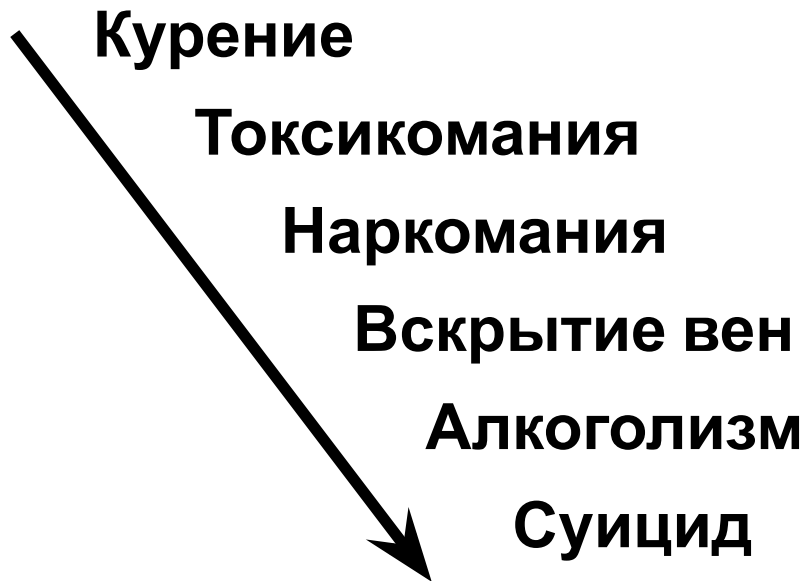 Курение
Токсикомания
Наркомания
Вскрытие вен
Алкоголизм
Суицид